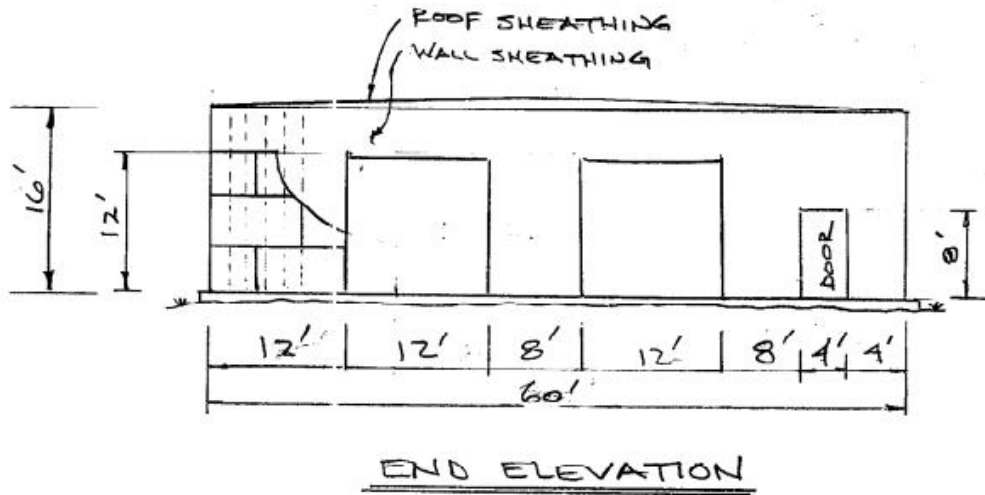 ROOF SHEATHING
WALL SHEATHING
16'
12'
DOOR
8'
12' 12' 8' 12' 8' 4' 4'
60'
END ELEVATION